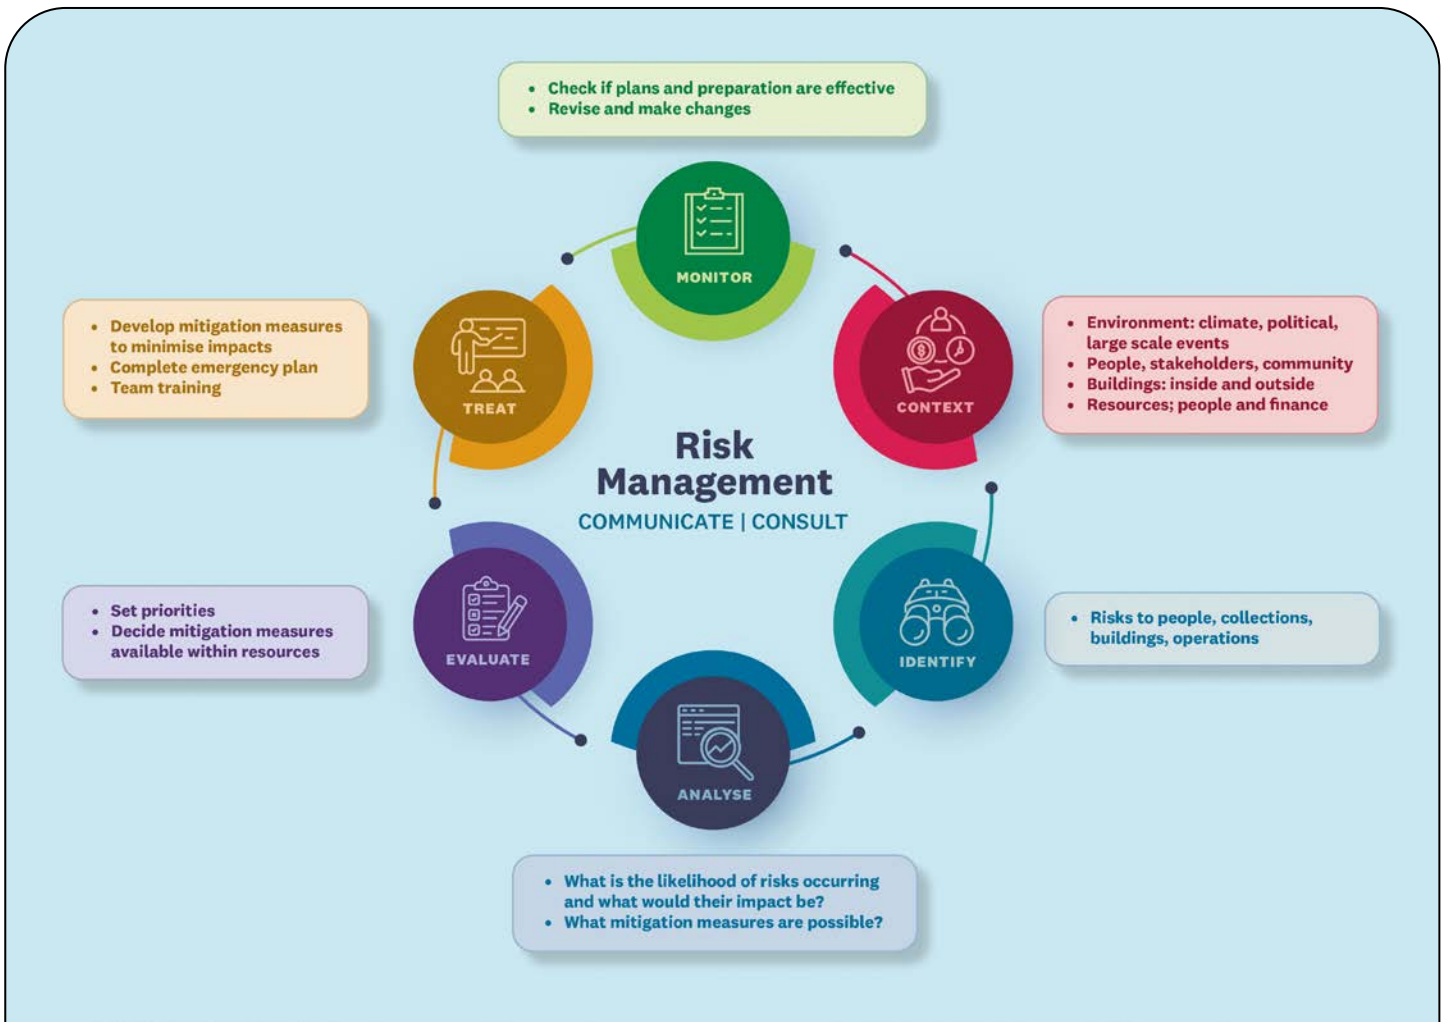 • Check if plans and preparation are effective
• Revise and make changes
MONITOR
• Develop mitigation measures
to minimise impacts
• Complete emergency plan
• Team training
TREAT
CONTEXT
• Environment: climate, political,
large scale events
• People, stakeholders, community
• Buildings: inside and outside
• Resources; people and finance
Risk
Management
COMMUNICATE | CONSULT
• Set priorities
• Decide mitigation measures
available within resources
EVALUATE
IDENTIFY
• Risks to people, collections,
buildings, operations
ANALYSE
• What is the likelihood of risks occurring
and what would their impact be?
• What mitigation measures are possible?